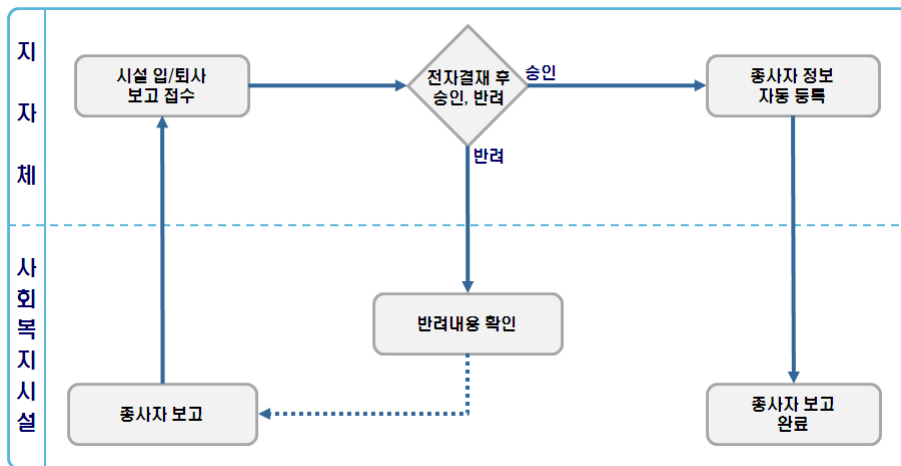 지자체
시설 입/퇴사
보고 접수
전자결재 후
승인, 반려
승인
종사자 정보
자동 등록
반려
사회복지시설
반려내용 확인
종사자 보고
종사자 보고
완료